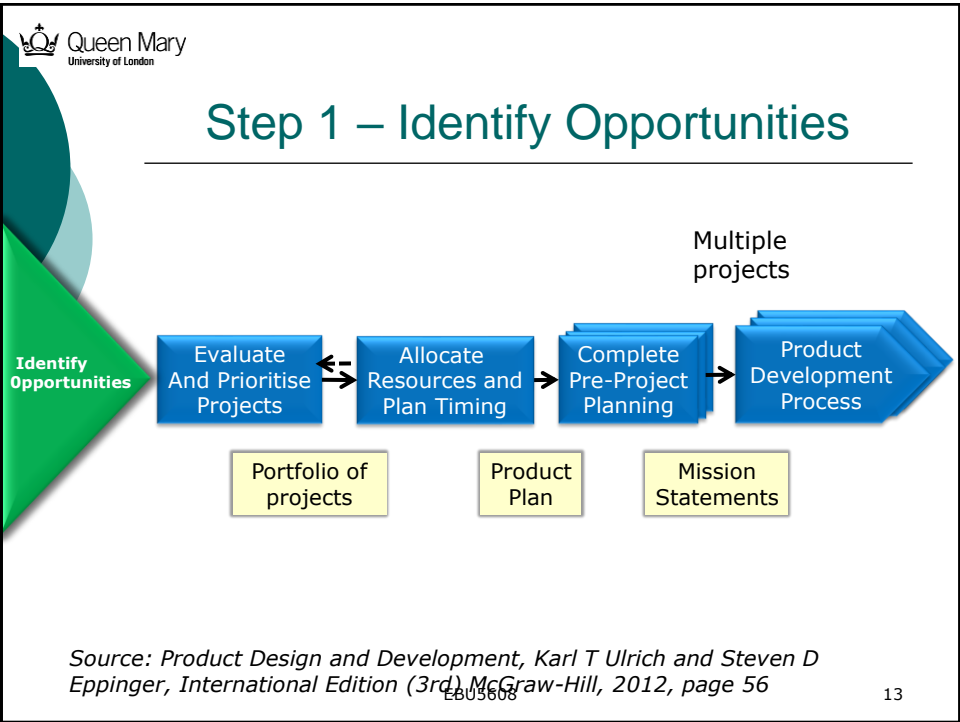 Queen Mary
University of London
Step 1 – Identify Opportunities
Multiple
projects
Identify
Opportunities
Evaluate
And Prioritise
Projects
Allocate
Resources and
Plan Timing
Complete
Pre-Project
Planning
Product
Development
Process
Portfolio of
projects
Product
Plan
Mission
Statements
Source: Product Design and Development, Karl T Ulrich and Steven D
Eppinger, International Edition (3rd) McGraw-Hill, 2012, page 56
EBU5608
13